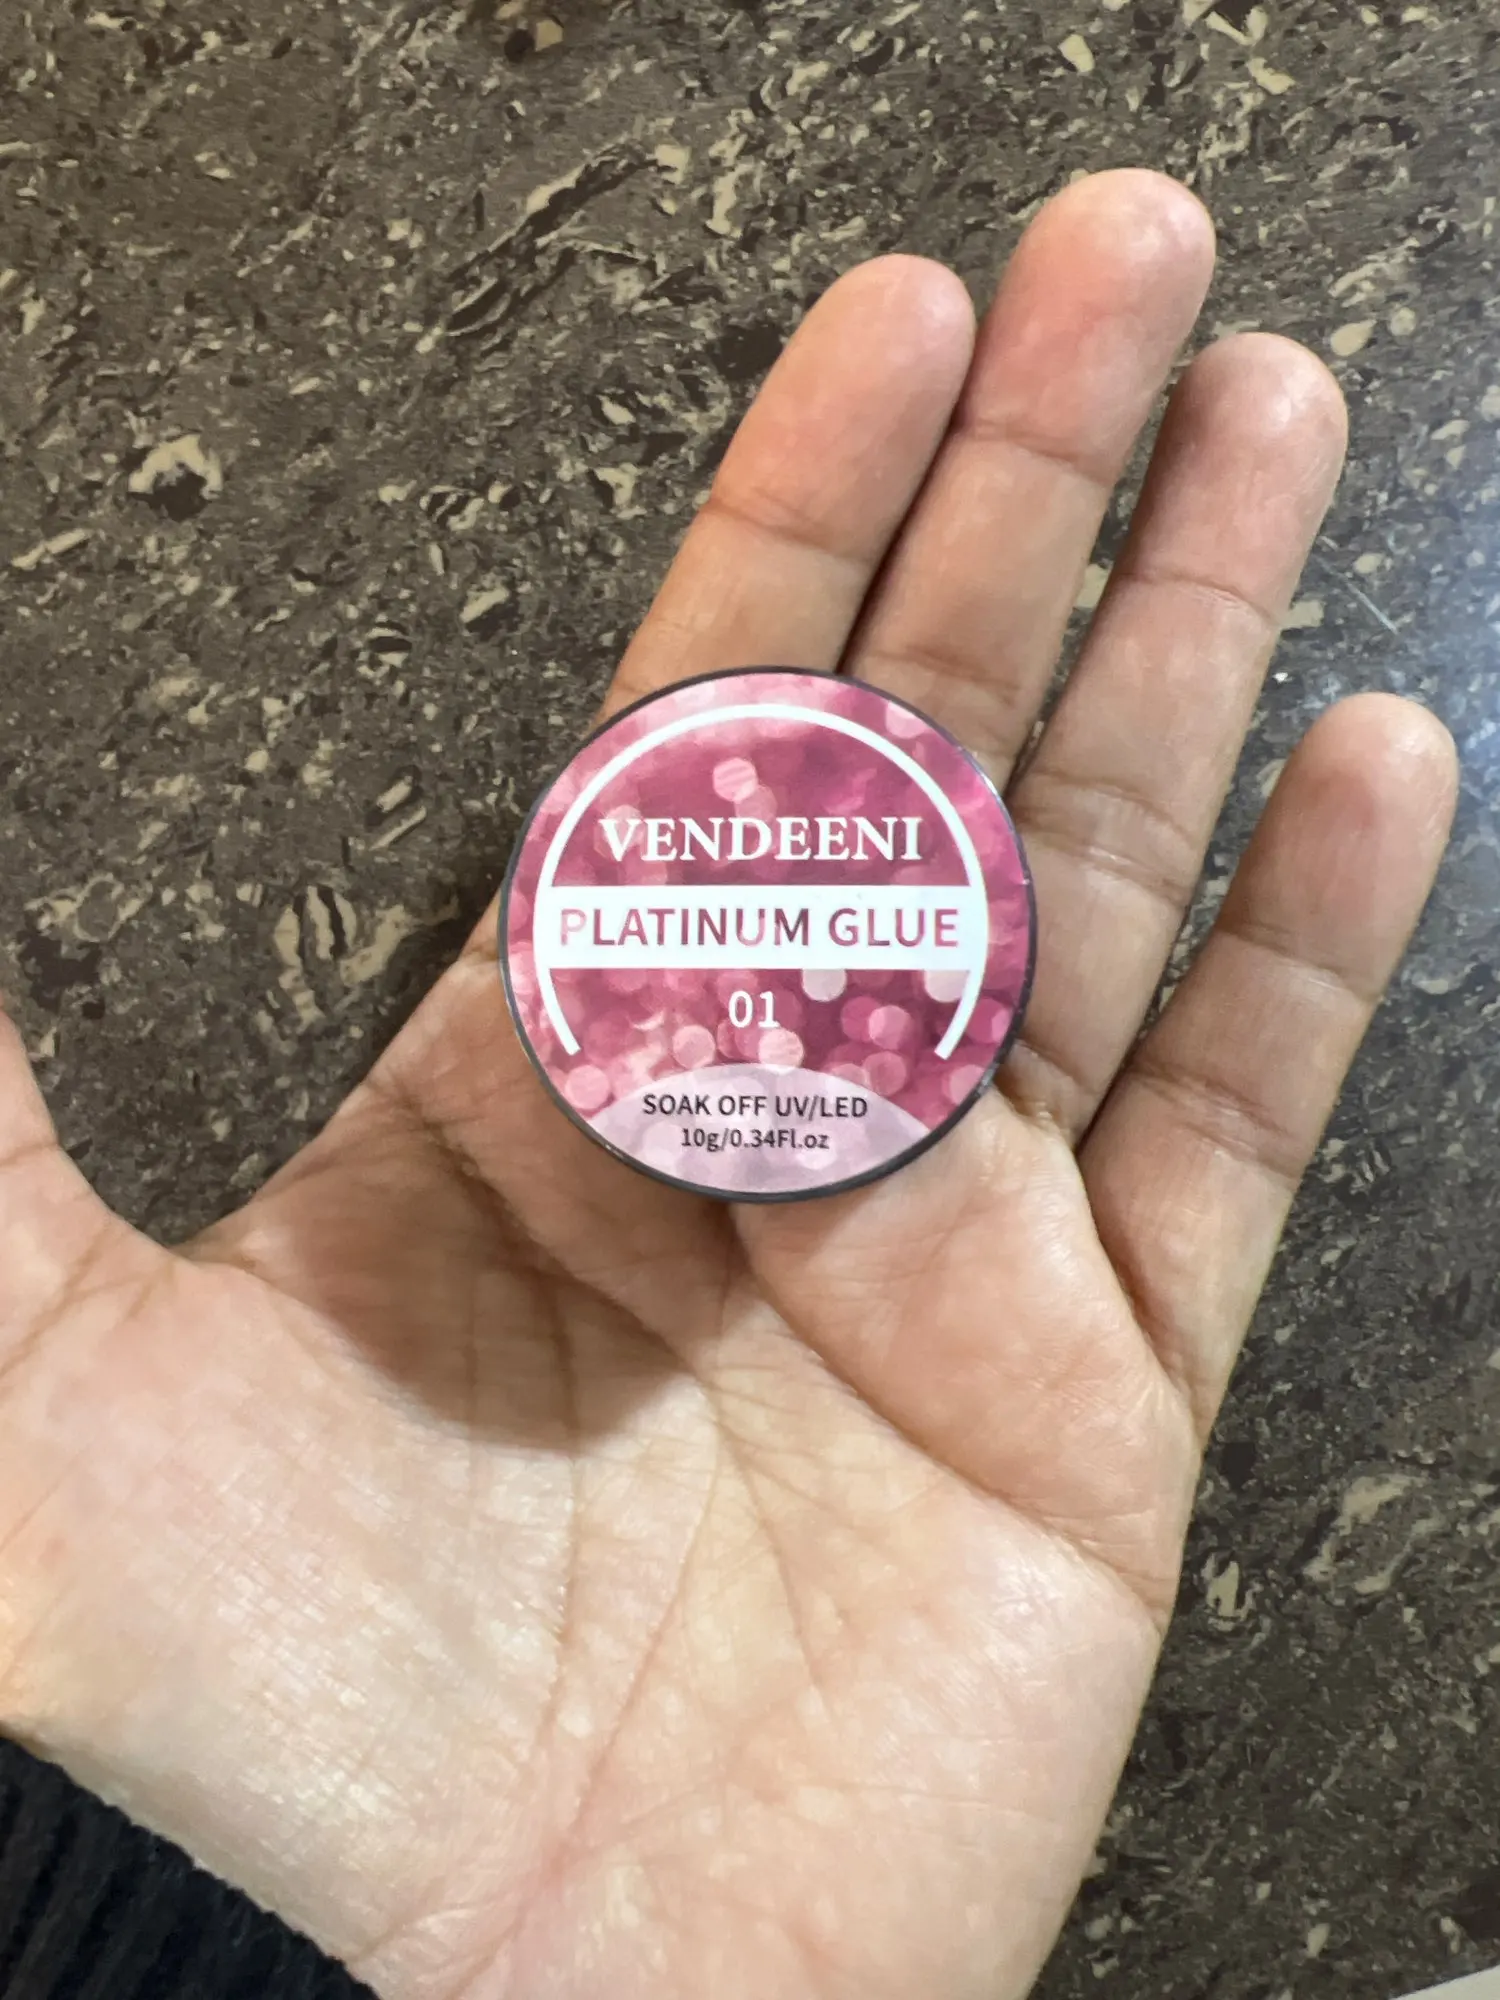 VENDEENI
PLATINUM GLUE
01
SOAK OFF UV/LED
10g/0.34Fl.oz